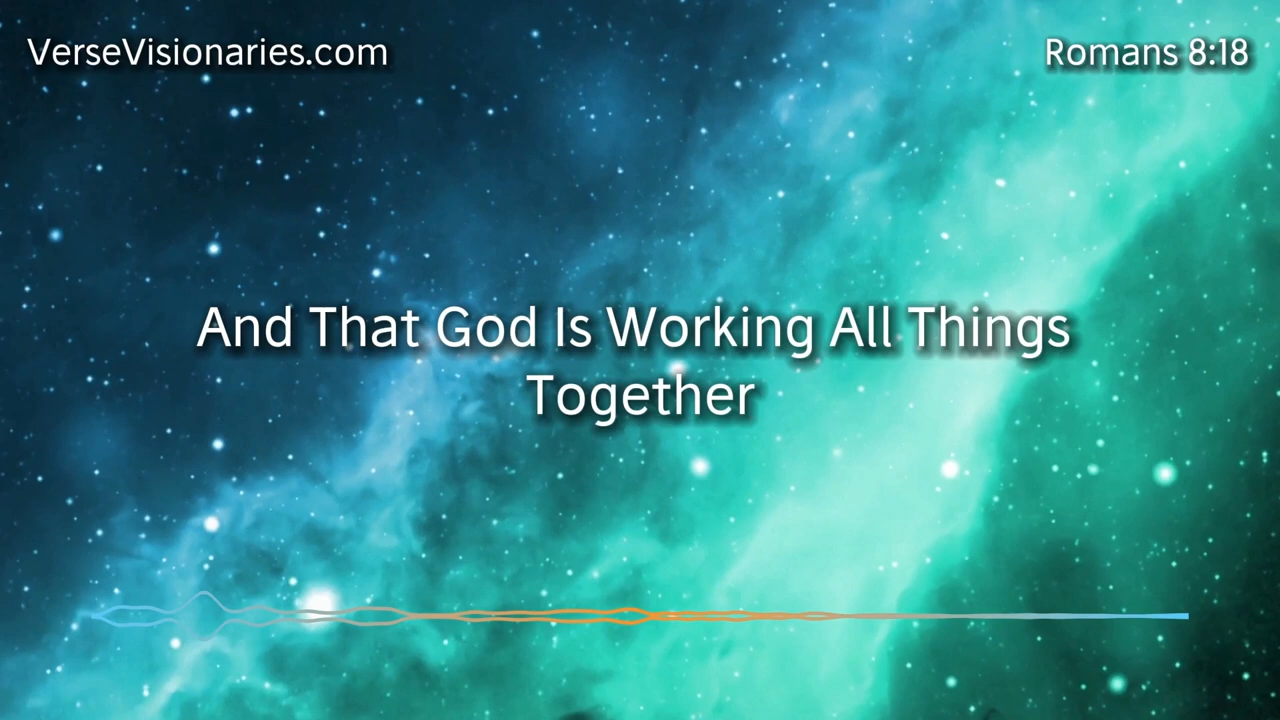 VerseVisionaries.com
Romans 8:18
And That God Is Working All Things
Together